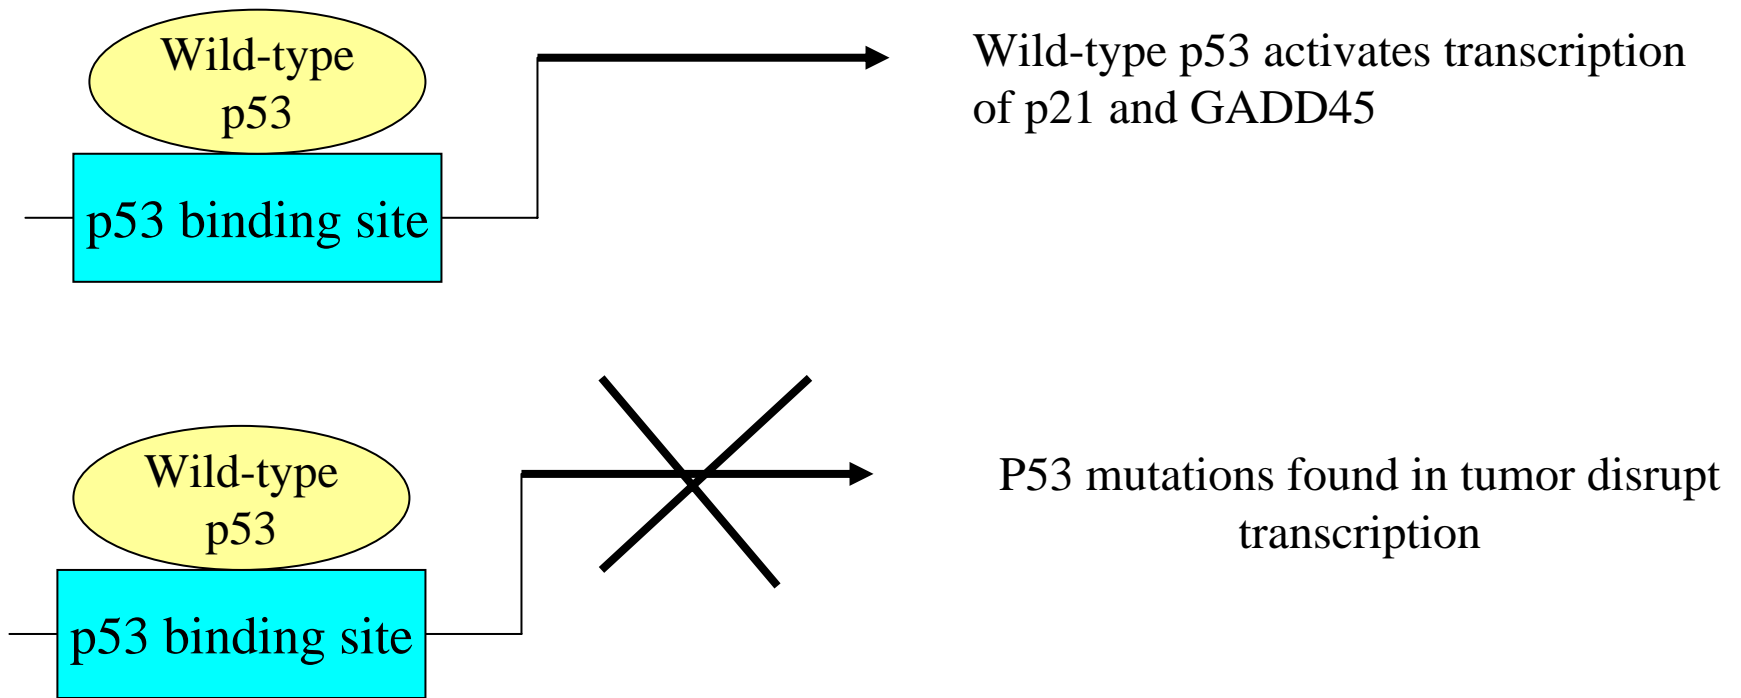 Wild-type
p53
p53 binding site
Wild-type p53 activates transcription
of p21 and GADD45
Wild-type
p53
p53 binding site
P53 mutations found in tumor disrupt
transcription